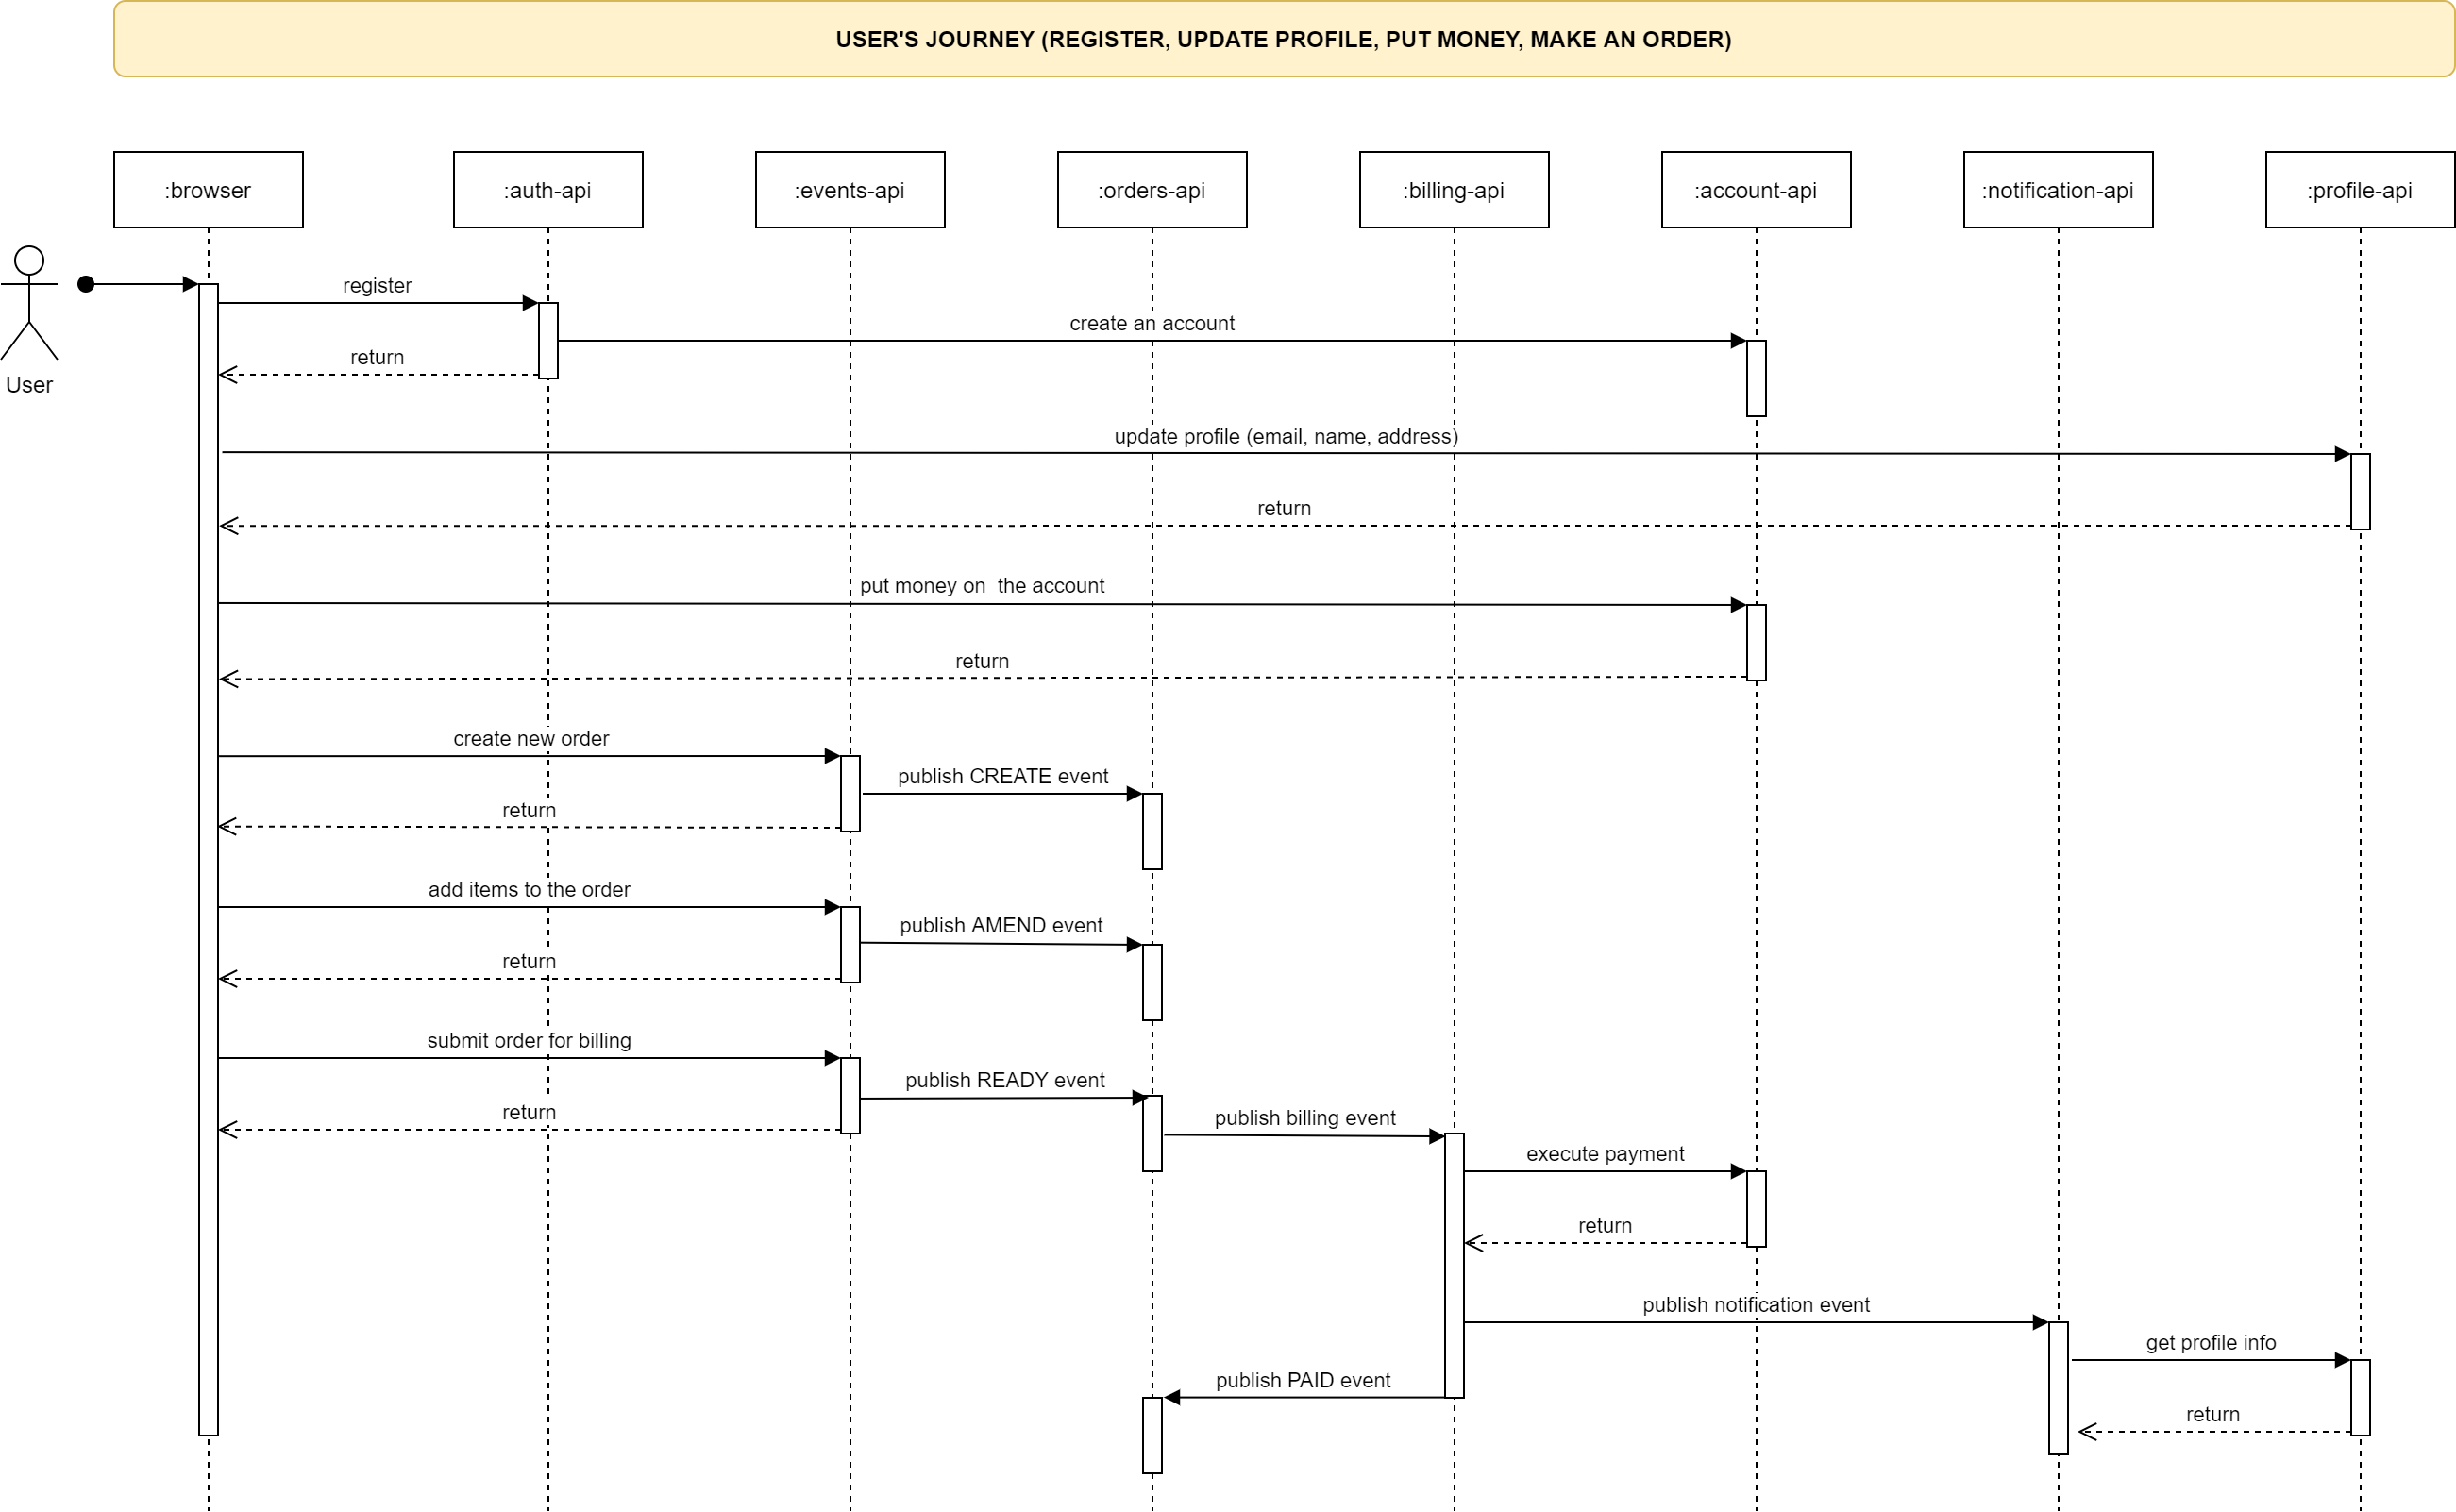 USER'S JOURNEY (REGISTER, UPDATE PROFILE, PUT MONEY, MAKE AN ORDER)
:browser
:auth-api
:events-api
:orders-api
:billing-api
:account-api
:notification-api
:profile-api
User
register
create an account
return
update profile (email, name, address)
return
put money on  the account
return
create new order
publish CREATE event
return
add items to the order
publish AMEND event
return
submit order for billing
publish READY event
return
publish billing event
execute payment
return
publish notification event
get profile info
publish PAID event
return